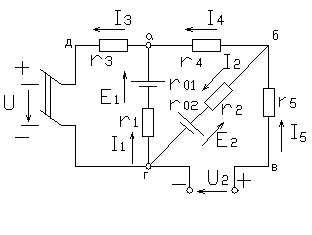 I3 а I4 б
д r3 r4 I2
+ r01
E1 r02 r2 r5
U r1 E2 I5
I1
−
г U2 в
− +